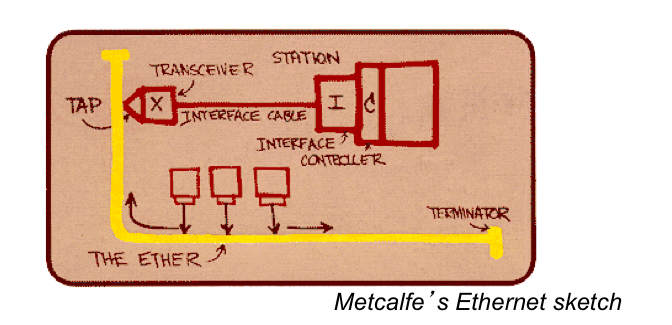 STATION
TRANSCEIVER
TAP
X
I
C
INTERFACE CABLE
INTERFACE
CONTROLLER
TERMINATOR
THE ETHER
Metcalfe’s Ethernet sketch